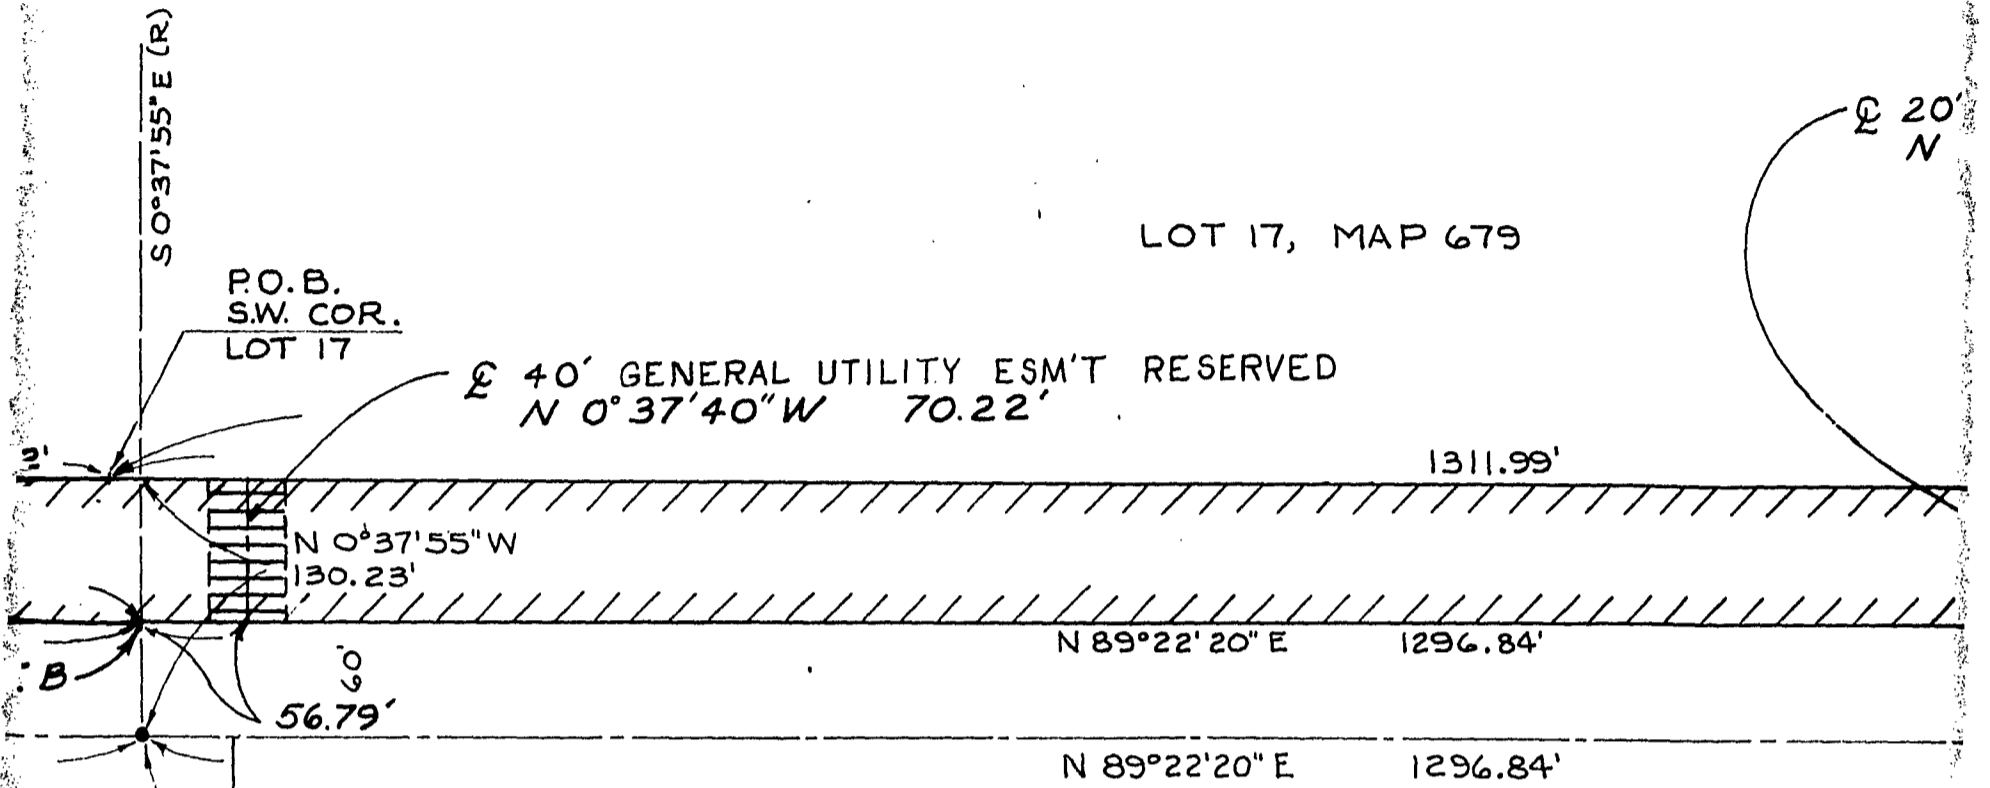 S 0°37'55" E (R)
℄ 20'
N
LOT 17, MAP 679
P.O.B.
S.W. COR.
LOT 17
℄ 40' GENERAL UTILITY ESM'T RESERVED
N 0°37'40" W 70.22'
1311.99'
N 0°37'55" W
130.23'
N 89°22'20" E 1296.84'
60'
B
56.79'
N 89°22'20" E 1296.84'